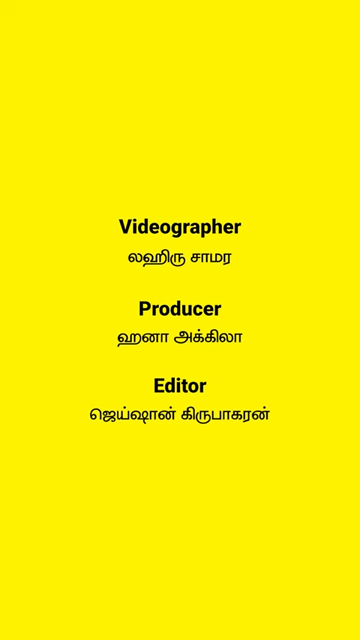 Videographer
லஹிரு சாமர
Producer
ஹனா அக்கிலா
Editor
ஜெய்ஷான் கிருபாகரன்